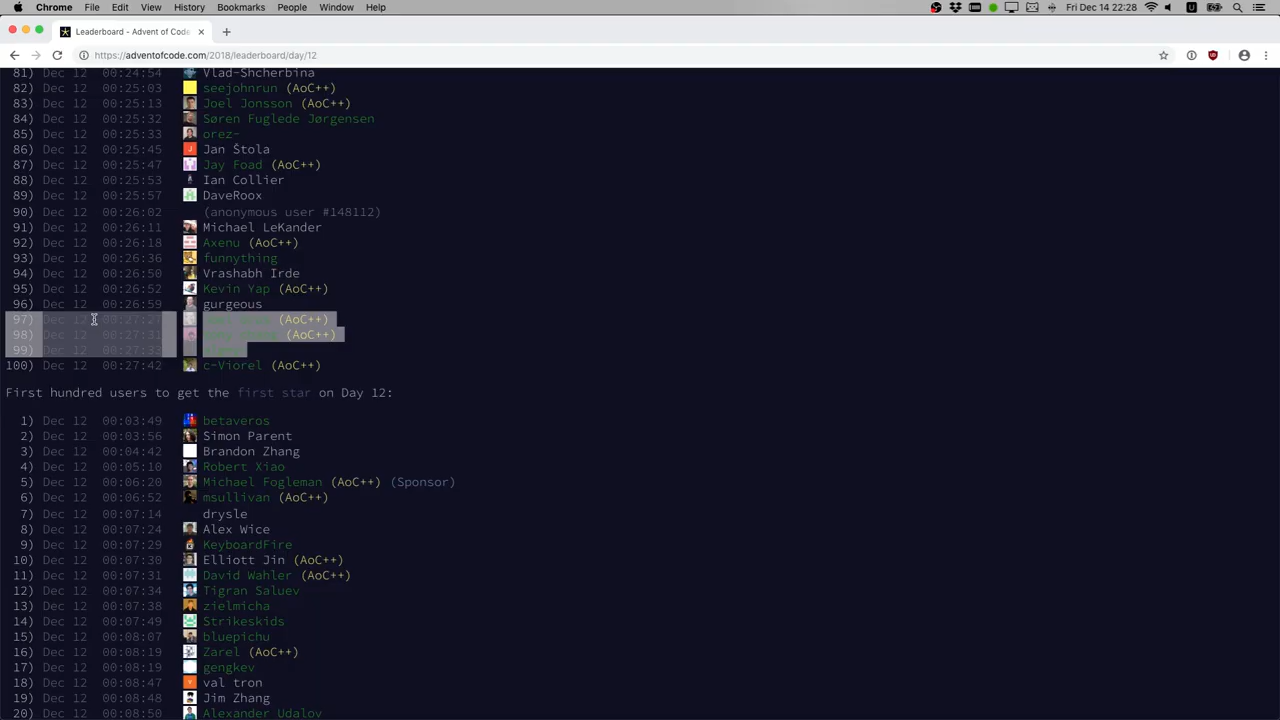 Chrome File Edit View History Bookmarks People Window Help Fri Dec 14 22:28
Leaderboard - Advent of Code
https://adventofcode.com/2018/leaderboard/day/12
81) Dec 12 00:24:54 Vlad-Shcherbina
82) Dec 12 00:25:03 seejohnrun (AoC++)
83) Dec 12 00:25:13 Joel Jonsson (AoC++)
84) Dec 12 00:25:32 Søren Fuglede Jørgensen
85) Dec 12 00:25:33 orez-
86) Dec 12 00:25:45 Jan Štola
87) Dec 12 00:25:47 Jay Foad (AoC++)
88) Dec 12 00:25:53 Ian Collier
89) Dec 12 00:25:57 DaveRoox
90) Dec 12 00:26:02 (anonymous user #148112)
91) Dec 12 00:26:11 Michael LeKander
92) Dec 12 00:26:18 Axenu (AoC++)
93) Dec 12 00:26:36 funnything
94) Dec 12 00:26:50 Vrashabh Irde
95) Dec 12 00:26:52 Kevin Yap (AoC++)
96) Dec 12 00:26:59 gurgeous
97) Dec 12 00:27:27 (AoC++)
98) Dec 12 00:27:31 (AoC++)
99) Dec 12
100) Dec 12 00:27:42 c-Viorel (AoC++)
First hundred users to get the first star on Day 12:
1) Dec 12 00:03:49 betaveros
2) Dec 12 00:03:56 Simon Parent
3) Dec 12 00:04:42 Brandon Zhang
4) Dec 12 00:05:10 Robert Xiao
5) Dec 12 00:06:20 Michael Fogleman (AoC++) (Sponsor)
6) Dec 12 00:06:52 msullivan (AoC++)
7) Dec 12 00:07:14 drysle
8) Dec 12 00:07:24 Alex Wice
9) Dec 12 00:07:29 KeyboardFire
10) Dec 12 00:07:30 Elliott Jin (AoC++)
11) Dec 12 00:07:31 David Wahler (AoC++)
12) Dec 12 00:07:34 Tigran Saluev
13) Dec 12 00:07:38 zielmicha
14) Dec 12 00:07:49 Strikeskids
15) Dec 12 00:08:07 bluepichu
16) Dec 12 00:08:19 Zarel (AoC++)
17) Dec 12 00:08:19 gengkev
18) Dec 12 00:08:47 val tron
19) Dec 12 00:08:48 Jim Zhang
20) Dec 12 00:08:50 Alexander Udalov